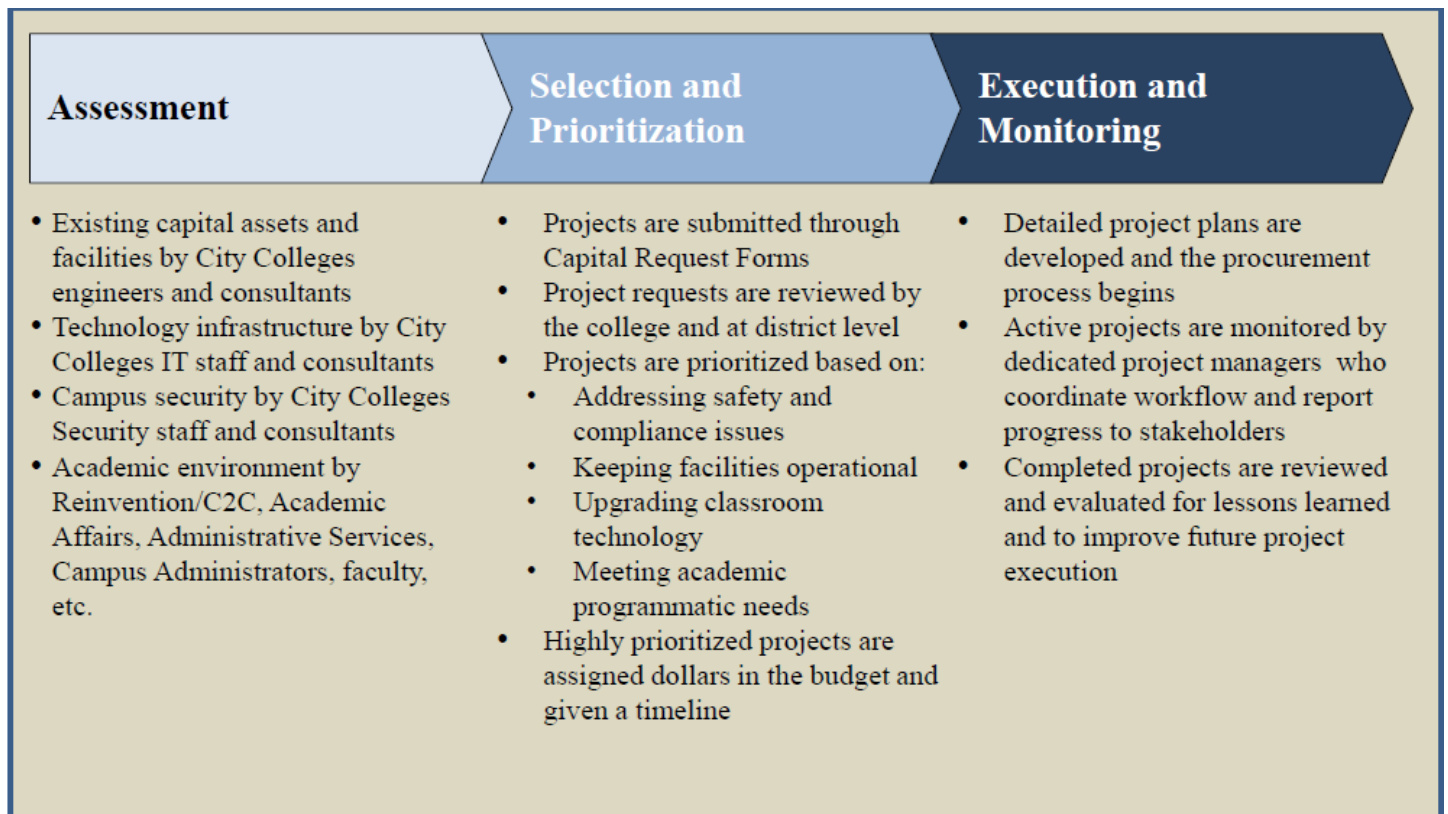 Assessment
Selection and
Prioritization
Execution and
Monitoring
• Existing capital assets and
facilities by City Colleges
engineers and consultants
• Technology infrastructure by City
Colleges IT staff and consultants
• Campus security by City Colleges
Security staff and consultants
• Academic environment by
Reinvention/C2C, Academic
Affairs, Administrative Services,
Campus Administrators, faculty,
etc.
• Projects are submitted through
Capital Request Forms
• Project requests are reviewed by
the college and at district level
• Projects are prioritized based on:
• Addressing safety and
compliance issues
• Keeping facilities operational
• Upgrading classroom
technology
• Meeting academic
programmatic needs
• Highly prioritized projects are
assigned dollars in the budget and
given a timeline
• Detailed project plans are
developed and the procurement
process begins
• Active projects are monitored by
dedicated project managers  who
coordinate workflow and report
progress to stakeholders
• Completed projects are reviewed
and evaluated for lessons learned
and to improve future project
execution